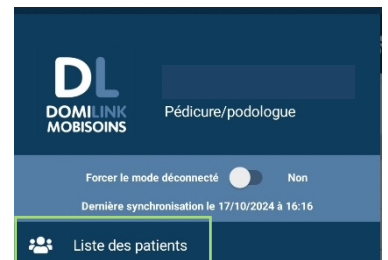 DL
DOMILINK
MOBISOINS
Pédicure/podologue
Forcer le mode déconnecté Non
Dernière synchronisation le 17/10/2024 à 16:16
Liste des patients